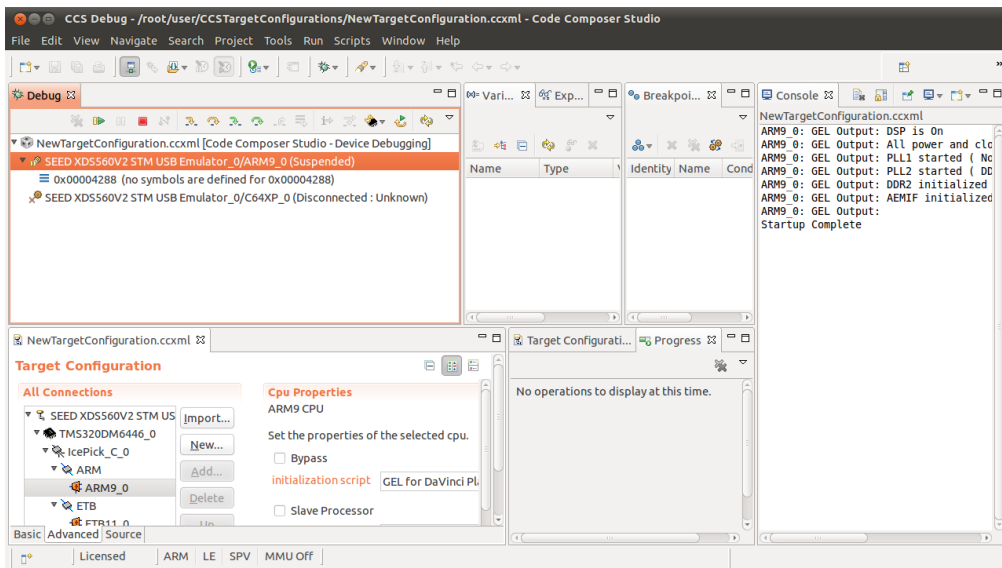 CCS Debug - /root/user/CCSTargetConfigurations/NewTargetConfiguration.ccxml - Code Composer Studio
File Edit View Navigate Search Project Tools Run Scripts Window Help
Debug
NewTargetConfiguration.ccxml [Code Composer Studio - Device Debugging]
SEED XDS560V2 STM USB Emulator_0/ARM9_0 (Suspended)
0x00004288 (no symbols are defined for 0x00004288)
SEED XDS560V2 STM USB Emulator_0/C64XP_0 (Disconnected : Unknown)
Vari... Exp...
Name Type
Breakpoi...
Identity Name Cond
Console
NewTargetConfiguration.ccxml
ARM9_0: GEL Output: DSP is On
ARM9_0: GEL Output: All power and clo
ARM9_0: GEL Output: PLL1 started ( No
ARM9_0: GEL Output: PLL2 started ( DD
ARM9_0: GEL Output: DDR2 initialized
ARM9_0: GEL Output: AEMIF initialized
ARM9_0: GEL Output:
Startup Complete
NewTargetConfiguration.ccxml
Target Configuration
All Connections
SEED XDS560V2 STM US
TMS320DM6446_0
IcePick_C_0
ARM
ARM9_0
ETB
ETB11_0
Import...
New...
Add...
Delete
Up
Cpu Properties
ARM9 CPU
Set the properties of the selected cpu.
Bypass
initialization script GEL for DaVinci Pl
Slave Processor
Basic Advanced Source
Target Configurati... Progress
No operations to display at this time.
Licensed ARM LE SPV MMU Off